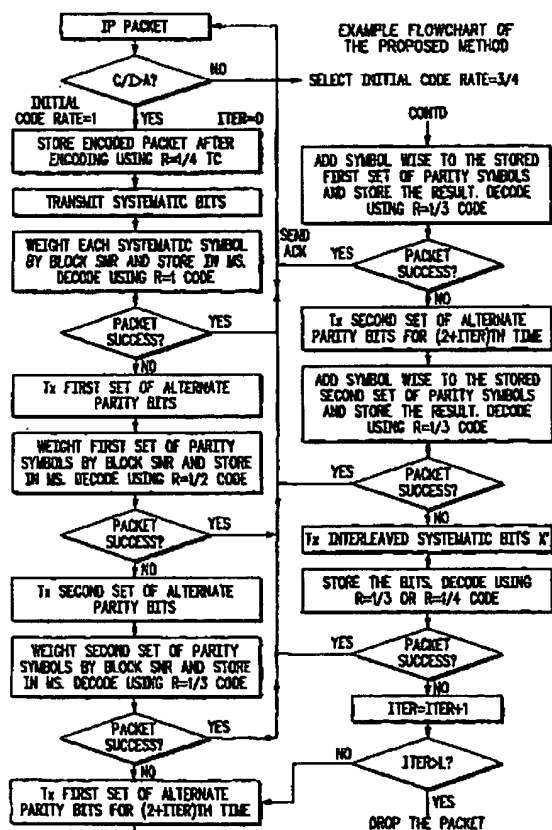 IP PACKET
C/I>A?
NO
INITIAL
CODE RATE=1
YES
ITER=0
STORE ENCODED PACKET AFTER
ENCODING USING R=1/4 TC
TRANSMIT SYSTEMATIC BITS
WEIGHT EACH SYSTEMATIC SYMBOL
BY BLOCK SNR AND STORE IN MS.
DECODE USING R=1 CODE
PACKET
SUCCESS?
YES
NO
Tx FIRST SET OF ALTERNATE
PARITY BITS
WEIGHT FIRST SET OF PARITY
SYMBOLS BY BLOCK SNR AND STORE
IN MS. DECODE USING R=1/2 CODE
PACKET
SUCCESS?
YES
NO
Tx SECOND SET OF ALTERNATE
PARITY BITS
WEIGHT SECOND SET OF PARITY
SYMBOLS BY BLOCK SNR AND STORE
IN MS. DECODE USING R=1/3 CODE
PACKET
SUCCESS?
YES
NO
Tx FIRST SET OF ALTERNATE
PARITY BITS FOR (2+ITER)TH TIME
EXAMPLE FLOWCHART OF
THE PROPOSED METHOD
SELECT INITIAL CODE RATE=3/4
CONTD
ADD SYMBOL WISE TO THE STORED
FIRST SET OF PARITY SYMBOLS
AND STORE THE RESULT. DECODE
USING R=1/3 CODE
SEND
ACK
YES
PACKET
SUCCESS?
NO
Tx SECOND SET OF ALTERNATE
PARITY BITS FOR (2+ITER)TH TIME
ADD SYMBOL WISE TO THE STORED
SECOND SET OF PARITY SYMBOLS
AND STORE THE RESULT. DECODE
USING R=1/3 CODE
YES
PACKET
SUCCESS?
NO
Tx INTERLEAVED SYSTEMATIC BITS X'
STORE THE BITS. DECODE USING
R=1/3 OR R=1/4 CODE
YES
PACKET
SUCCESS?
NO
ITER=ITER+1
NO
ITER>L?
YES
DROP THE PACKET